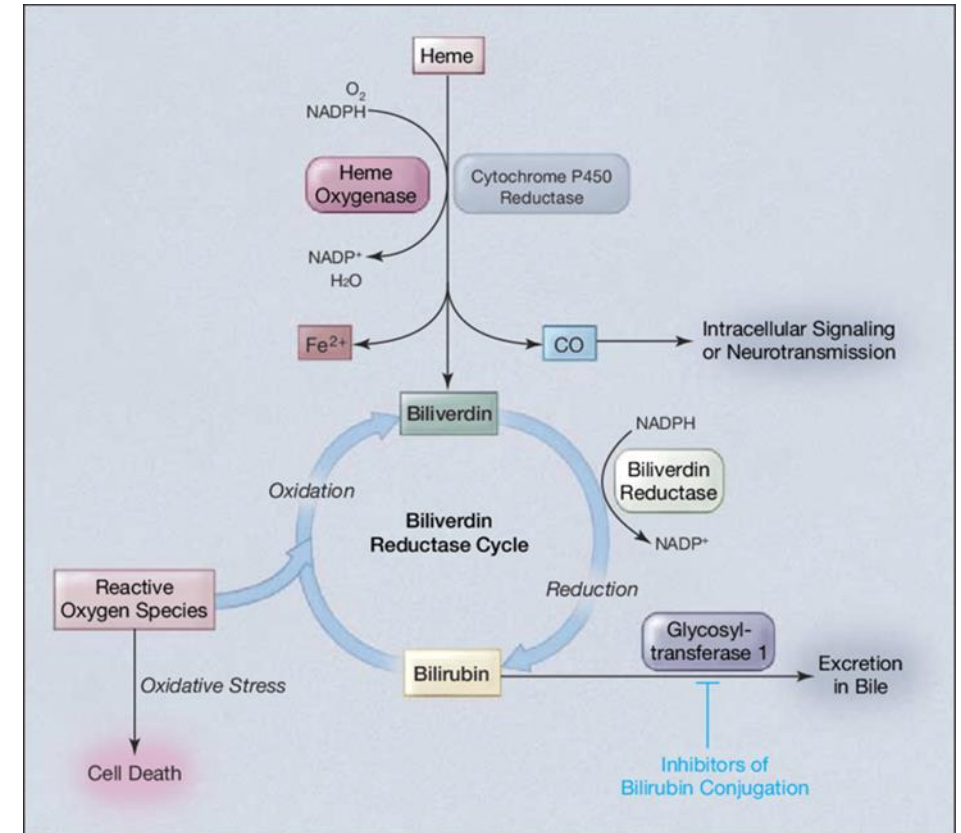 Heme
O₂
NADPH
Heme
Oxygenase
Cytochrome P450
Reductase
NADP⁺
H₂O
Fe²⁺
CO
Intracellular Signaling
or Neurotransmission
Biliverdin
NADPH
Biliverdin
Reductase
NADP⁺
Oxidation
Biliverdin
Reductase Cycle
Reduction
Reactive
Oxygen Species
Oxidative Stress
Cell Death
Bilirubin
Glycosyl-
transferase 1
Excretion
in Bile
Inhibitors of
Bilirubin Conjugation